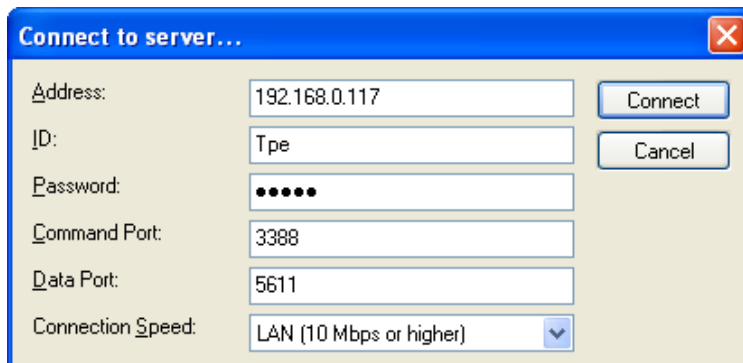 Connect to server...
Address: 192.168.0.117 Connect
ID: Tpe Cancel
Password: •••••
Command Port: 3388
Data Port: 5611
Connection Speed: LAN (10 Mbps or higher)